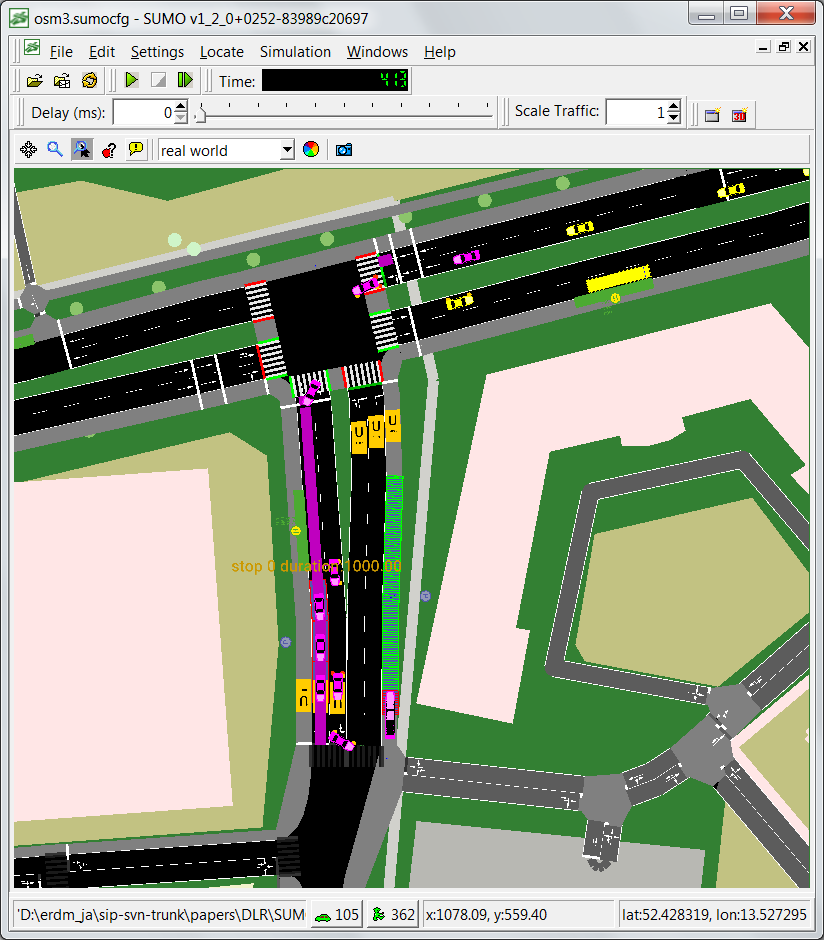 osm3.sumocfg - SUMO v1_2_0+0252-83989c20697
File Edit Settings Locate Simulation Windows Help
Time: 413
Delay (ms): 0 Scale Traffic: 1
real world
stop 0 duration 1000.00
'D:\erdm_ja\sip-svn-trunk\papers\DLR\SUM 105 362 x:1078.09, y:559.40 lat:52.428319, lon:13.527295